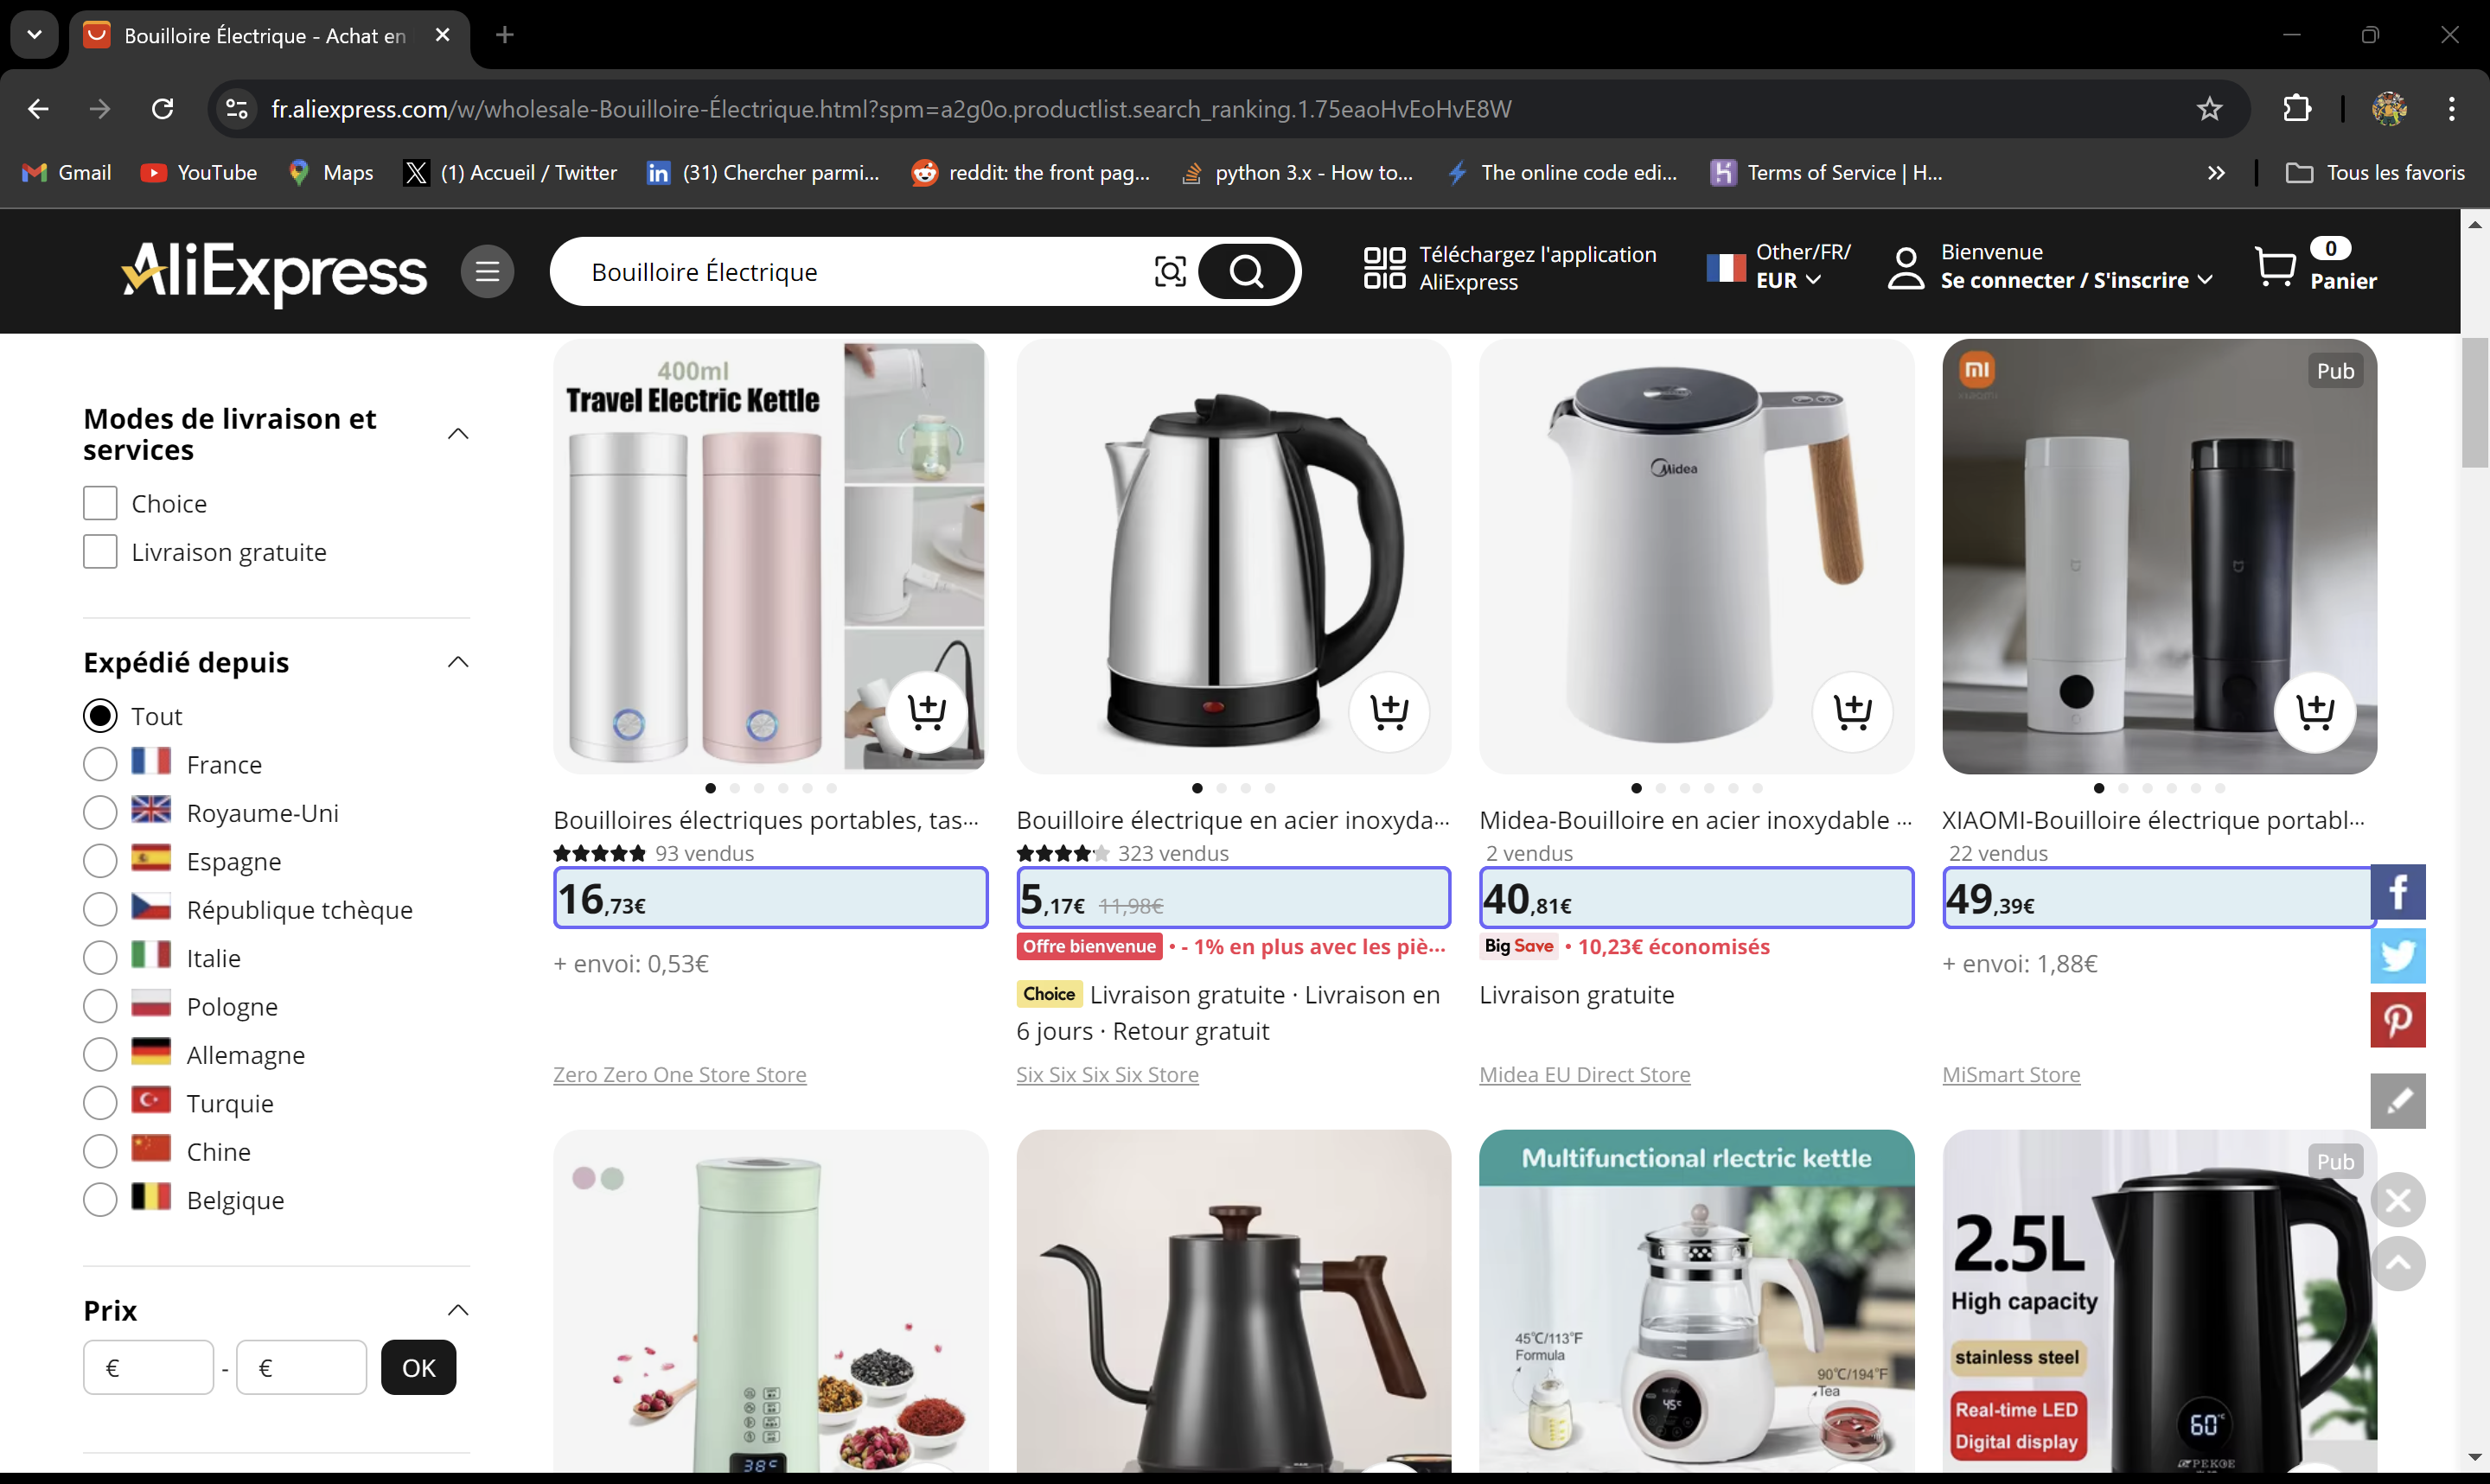 Bouilloire Électrique - Achat en
fr.aliexpress.com/w/wholesale-Bouilloire-Électrique.html?spm=a2g0o.productlist.search_ranking.1.75eaoHvEoHvE8W
Gmail
YouTube
Maps
(1) Accueil / Twitter
(31) Chercher parmi...
reddit: the front pag...
python 3.x - How to...
The online code edi...
Terms of Service | H...
Tous les favoris
AliExpress
Bouilloire Électrique
Téléchargez l'application
AliExpress
Other/FR/
EUR
Bienvenue
Se connecter / S'inscrire
0
Panier
Modes de livraison et
services
Choice
Livraison gratuite
Expédié depuis
Tout
France
Royaume-Uni
Espagne
République tchèque
Italie
Pologne
Allemagne
Turquie
Chine
Belgique
Prix
€
-
€
OK
400ml
Travel Electric Kettle
Bouilloires électriques portables, tas...
93 vendus
16,73€
+ envoi: 0,53€
Zero Zero One Store Store
Bouilloire électrique en acier inoxyda...
323 vendus
5,17€ 11,98€
Offre bienvenue • - 1% en plus avec les piè...
Choice Livraison gratuite · Livraison en
6 jours · Retour gratuit
Six Six Six Six Store
Midea
Midea-Bouilloire en acier inoxydable ...
2 vendus
40,81€
Big Save • 10,23€ économisés
Livraison gratuite
Midea EU Direct Store
Pub
XIAOMI-Bouilloire électrique portabl...
22 vendus
49,39€
+ envoi: 1,88€
MiSmart Store
38°C
Multifunctional rlectric kettle
45℃/113°F
Formula
90℃/194°F
Tea
45°C
Pub
2.5L
High capacity
stainless steel
Real-time LED
Digital display
60°C
PEKOE